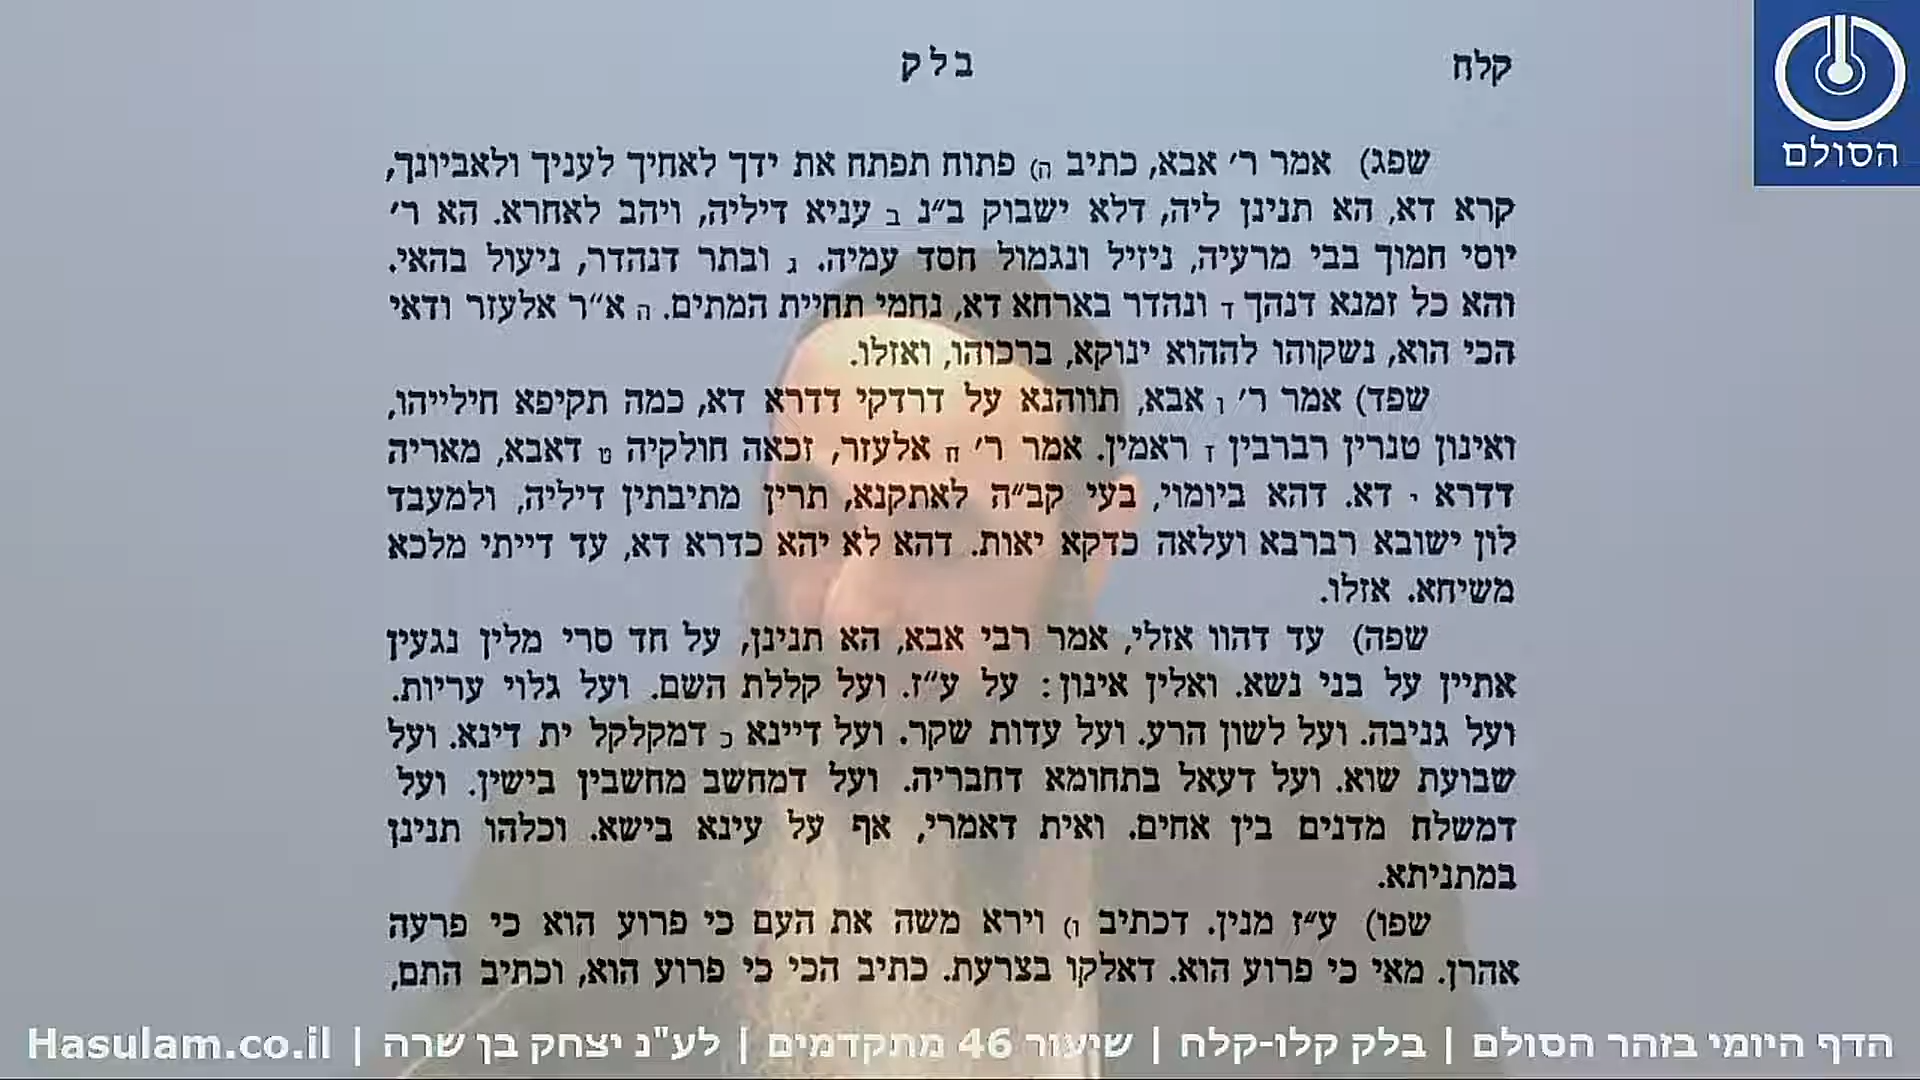 קלח
בלק
הסולם
שפג) אמר ר׳ אבא, כתיב ה) פתוח תפתח את ידך לאחיך לעניך ולאביונך,
קרא דא, הא תנינן ליה, דלא ישבוק ב״נ ב עניא דיליה, ויהב לאחרא. הא ר׳
יוסי חמוך בבי מרעיה, ניזיל ונגמול חסד עמיה. ג ובתר דנהדר, ניעול בהאי.
והא כל זמנא דנהך ד ונהדר בארחא דא, נחמי תחיית המתים. ה א״ר אלעזר ודאי
הכי הוא, נשקוהו לההוא ינוקא, ברכוהו, ואזלו.
שפד) אמר ר׳ ו אבא, תווהנא על דרדקי דדרא דא, כמה תקיפא חילייהו,
ואינון טנרין רברבין ז ראמין. אמר ר׳ ח אלעזר, זכאה חולקיה ט דאבא, מאריה
דדרא י דא. דהא ביומוי, בעי קב״ה לאתקנא, תרין מתיבתין דיליה, ולמעבד
לון ישובא רברבא ועלאה כדקא יאות. דהא לא יהא כדרא דא, עד דייתי מלכא
משיחא. אזלו.
שפה) עד דהוו אזלי, אמר רבי אבא, הא תנינן, על חד סרי מלין נגעין
אתיין על בני נשא. ואלין אינון: על ע״ז. ועל קללת השם. ועל גלוי עריות.
ועל גניבה. ועל לשון הרע. ועל עדות שקר. ועל דיינא כ דמקלקל ית דינא. ועל
שבועת שוא. ועל דעאל בתחומא דחבריה. ועל דמחשב מחשבין בישין. ועל
דמשלח מדנים בין אחים. ואית דאמרי, אף על עינא בישא. וכלהו תנינן
במתניתא.
שפו) ע״ז מנין. דכתיב ו) וירא משה את העם כי פרוע הוא כי פרעה
אהרן. מאי כי פרוע הוא. דאלקו בצרעת. כתיב הכי כי פרוע הוא, וכתיב התם,
הדף היומי בזהר הסולם | בלק קלו-קלח | שיעור 46 מתקדמים | לע"נ יצחק בן שרה | Hasulam.co.il